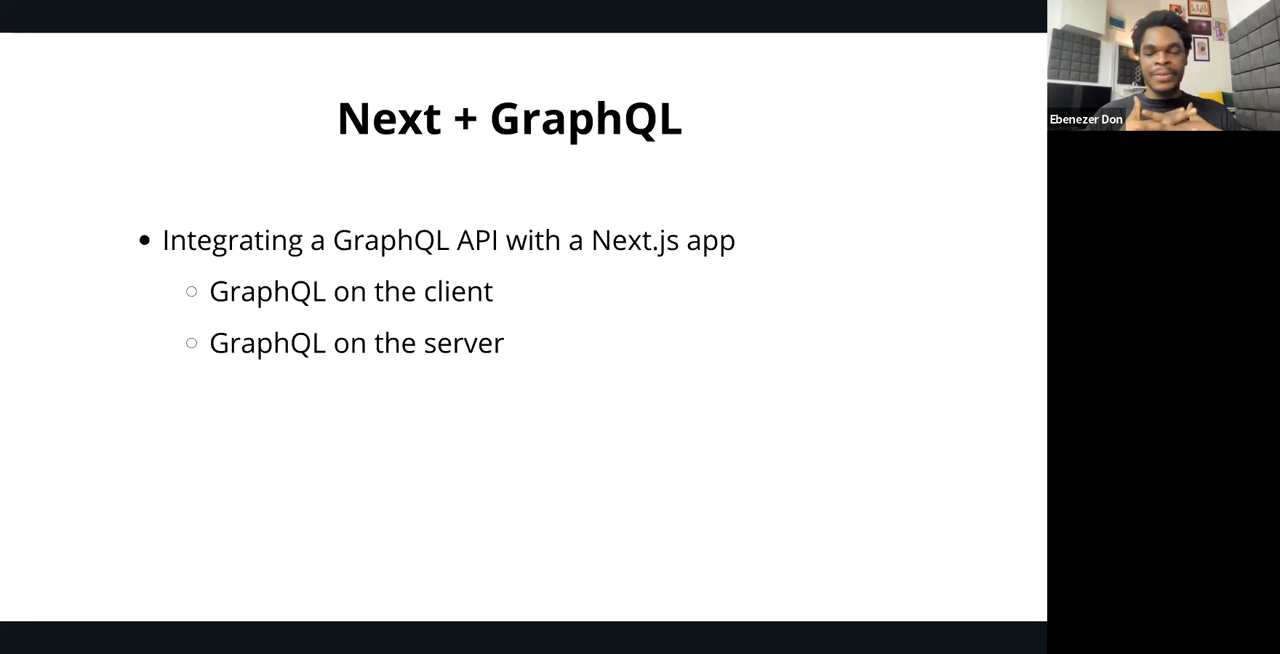 Next + GraphQL
Integrating a GraphQL API with a Next.js app
GraphQL on the client
GraphQL on the server
Ebenezer Don